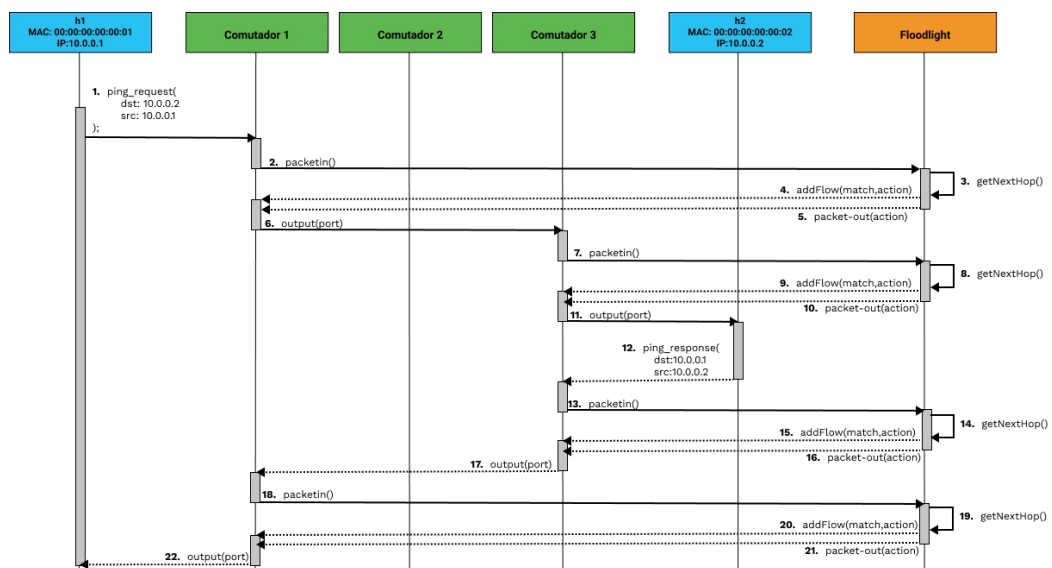 h1
MAC: 00:00:00:00:00:01
IP:10.0.0.1
Comutador 1
Comutador 2
Comutador 3
h2
MAC: 00:00:00:00:00:02
IP:10.0.0.2
Floodlight
1. ping_request(
dst: 10.0.0.2
src: 10.0.0.1
);
2. packetin()
3. getNextHop()
4. addFlow(match,action)
5. packet-out(action)
6. output(port)
7. packetin()
8. getNextHop()
9. addFlow(match,action)
10. packet-out(action)
11. output(port)
12. ping_response(
dst:10.0.0.1
src:10.0.0.2
13. packetin()
14. getNextHop()
15. addFlow(match,action)
16. packet-out(action)
17. output(port)
18. packetin()
19. getNextHop()
20. addFlow(match,action)
21. packet-out(action)
22. output(port)